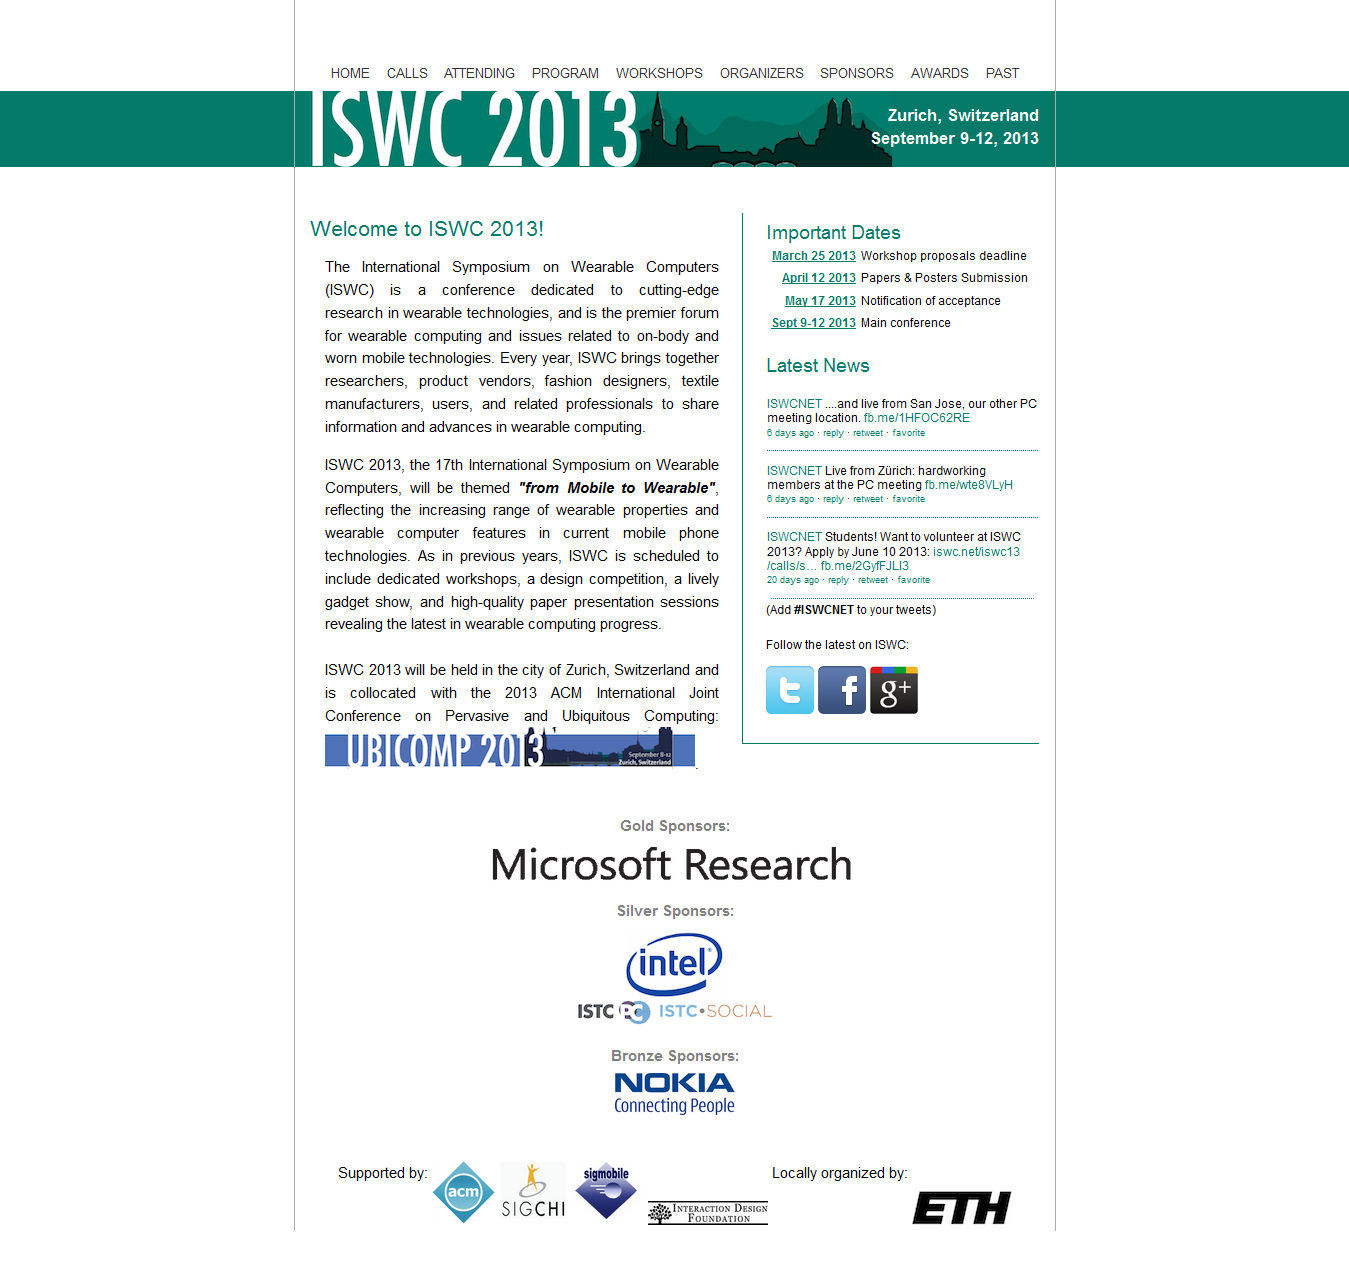 HOME CALLS ATTENDING PROGRAM WORKSHOPS ORGANIZERS SPONSORS AWARDS PAST
ISWC 2013
Zurich, Switzerland
September 9-12, 2013
Welcome to ISWC 2013!
The International Symposium on Wearable Computers
(ISWC) is a conference dedicated to cutting-edge
research in wearable technologies, and is the premier forum
for wearable computing and issues related to on-body and
worn mobile technologies. Every year, ISWC brings together
researchers, product vendors, fashion designers, textile
manufacturers, users, and related professionals to share
information and advances in wearable computing.
ISWC 2013, the 17th International Symposium on Wearable
Computers, will be themed "from Mobile to Wearable",
reflecting the increasing range of wearable properties and
wearable computer features in current mobile phone
technologies. As in previous years, ISWC is scheduled to
include dedicated workshops, a design competition, a lively
gadget show, and high-quality paper presentation sessions
revealing the latest in wearable computing progress.
ISWC 2013 will be held in the city of Zurich, Switzerland and
is collocated with the 2013 ACM International Joint
Conference on Pervasive and Ubiquitous Computing:
UBICOMP 2013
September 8-12
Zurich, Switzerland
.
Important Dates
March 25 2013 Workshop proposals deadline
April 12 2013 Papers & Posters Submission
May 17 2013 Notification of acceptance
Sept 9-12 2013 Main conference
Latest News
ISWCNET ....and live from San Jose, our other PC
meeting location. fb.me/1HFOC62RE
6 days ago · reply · retweet · favorite
ISWCNET Live from Zürich: hardworking
members at the PC meeting fb.me/wte8VLyH
6 days ago · reply · retweet · favorite
ISWCNET Students! Want to volunteer at ISWC
2013? Apply by June 10 2013: iswc.net/iswc13
/calls/s… fb.me/2GyfFJLI3
20 days ago · reply · retweet · favorite
(Add #ISWCNET to your tweets)
Follow the latest on ISWC:
t f g+
Gold Sponsors:
Microsoft Research
Silver Sponsors:
intel®
ISTC PC ISTC•SOCIAL
Bronze Sponsors:
NOKIA
Connecting People
Supported by:
acm
SIGCHI
sigmobile
INTERACTION DESIGN
FOUNDATION
Locally organized by:
ETH